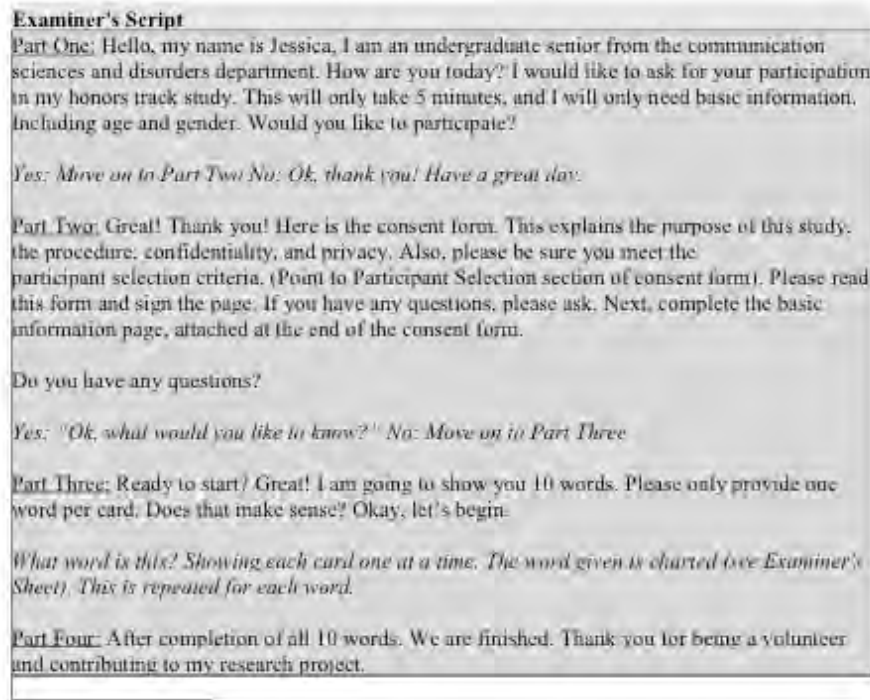 Examiner's Script
Part One: Hello, my name is Jessica, I am an undergraduate senior from the communication
sciences and disorders department. How are you today? I would like to ask for your participation
in my honors track study. This will only take 5 minutes, and I will only need basic information.
Including age and gender. Would you like to participate?
Yes: Move on to Part Two No: Ok, thank you! Have a great day.
Part Two: Great! Thank you! Here is the consent form. This explains the purpose of this study,
the procedure, confidentiality, and privacy. Also, please be sure you meet the
participant selection criteria. (Point to Participant Selection section of consent form). Please read
this form and sign the page. If you have any questions, please ask. Next, complete the basic
information page, attached at the end of the consent form.
Do you have any questions?
Yes: "Ok, what would you like to know?" No: Move on to Part Three
Part Three: Ready to start? Great! I am going to show you 10 words. Please only provide one
word per card. Does that make sense? Okay, let's begin.
What word is this? Showing each card one at a time. The word given is charted (see Examiner's
Sheet). This is repeated for each word.
Part Four: After completion of all 10 words. We are finished. Thank you for being a volunteer
and contributing to my research project.